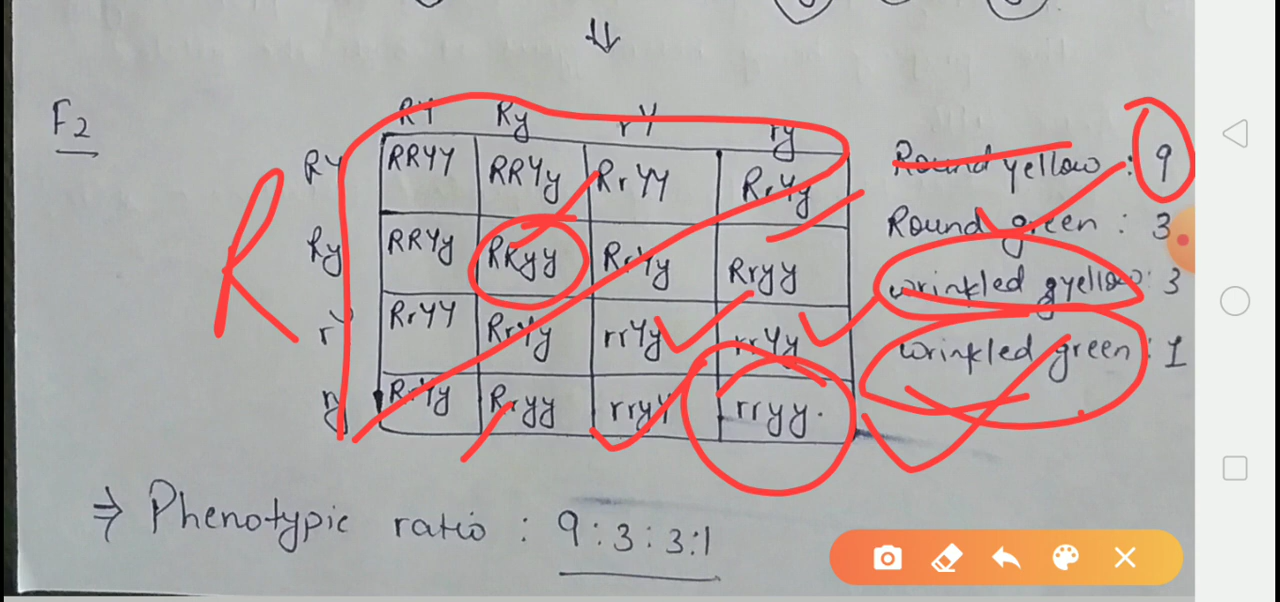 F2
RY Ry rY ry
RY RRYY RRYy RrYY RrYy
Ry RRYy RRyy RrYy Rryy
rY RrYY RrYy rrYy rrYy
ry RrYy Rryy rryY rryy.
R
Round yellow : 9
Round green : 3
wrinkled gyellow : 3
wrinkled green : 1
⇒ Phenotypic ratio : 9:3:3:1